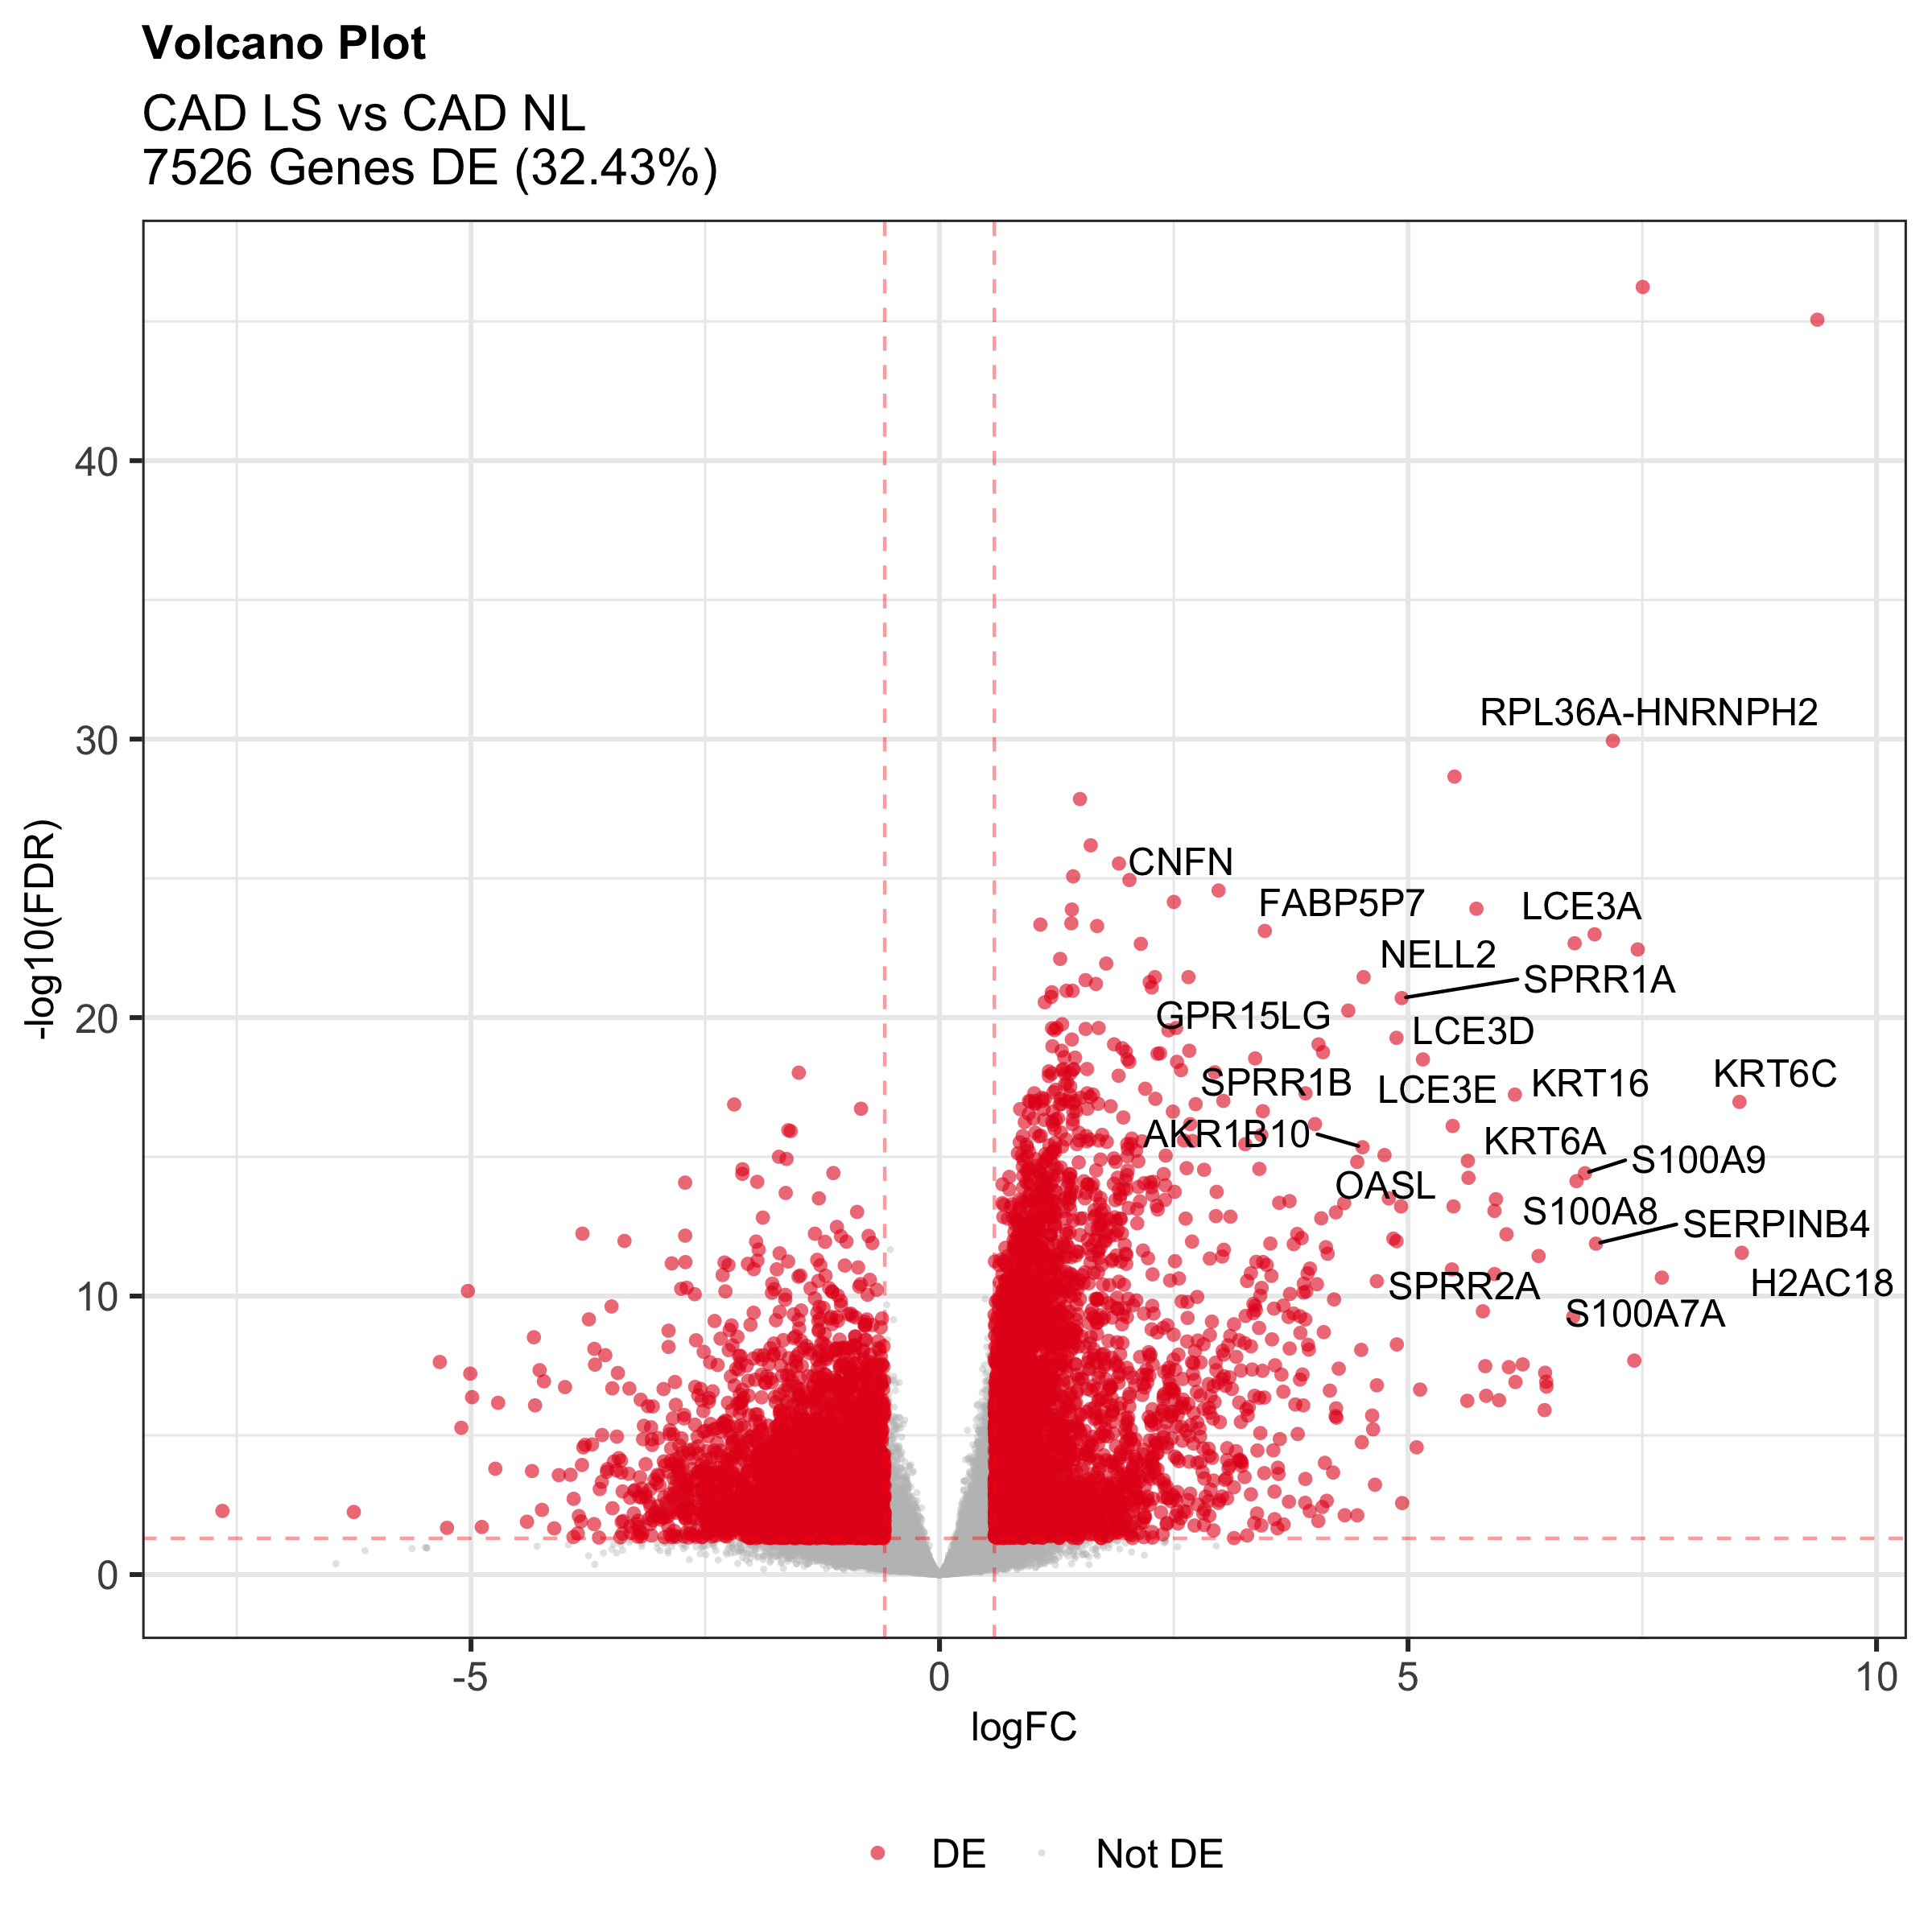 Volcano Plot
CAD LS vs CAD NL
7526 Genes DE (32.43%)
-log10(FDR)
40
30
20
10
0
RPL36A-HNRNPH2
CNFN
FABP5P7
LCE3A
NELL2
SPRR1A
GPR15LG
LCE3D
SPRR1B
LCE3E
KRT16
KRT6C
AKR1B10
KRT6A
S100A9
OASL
S100A8
SERPINB4
SPRR2A
H2AC18
S100A7A
-5
0
5
10
logFC
DE
Not DE